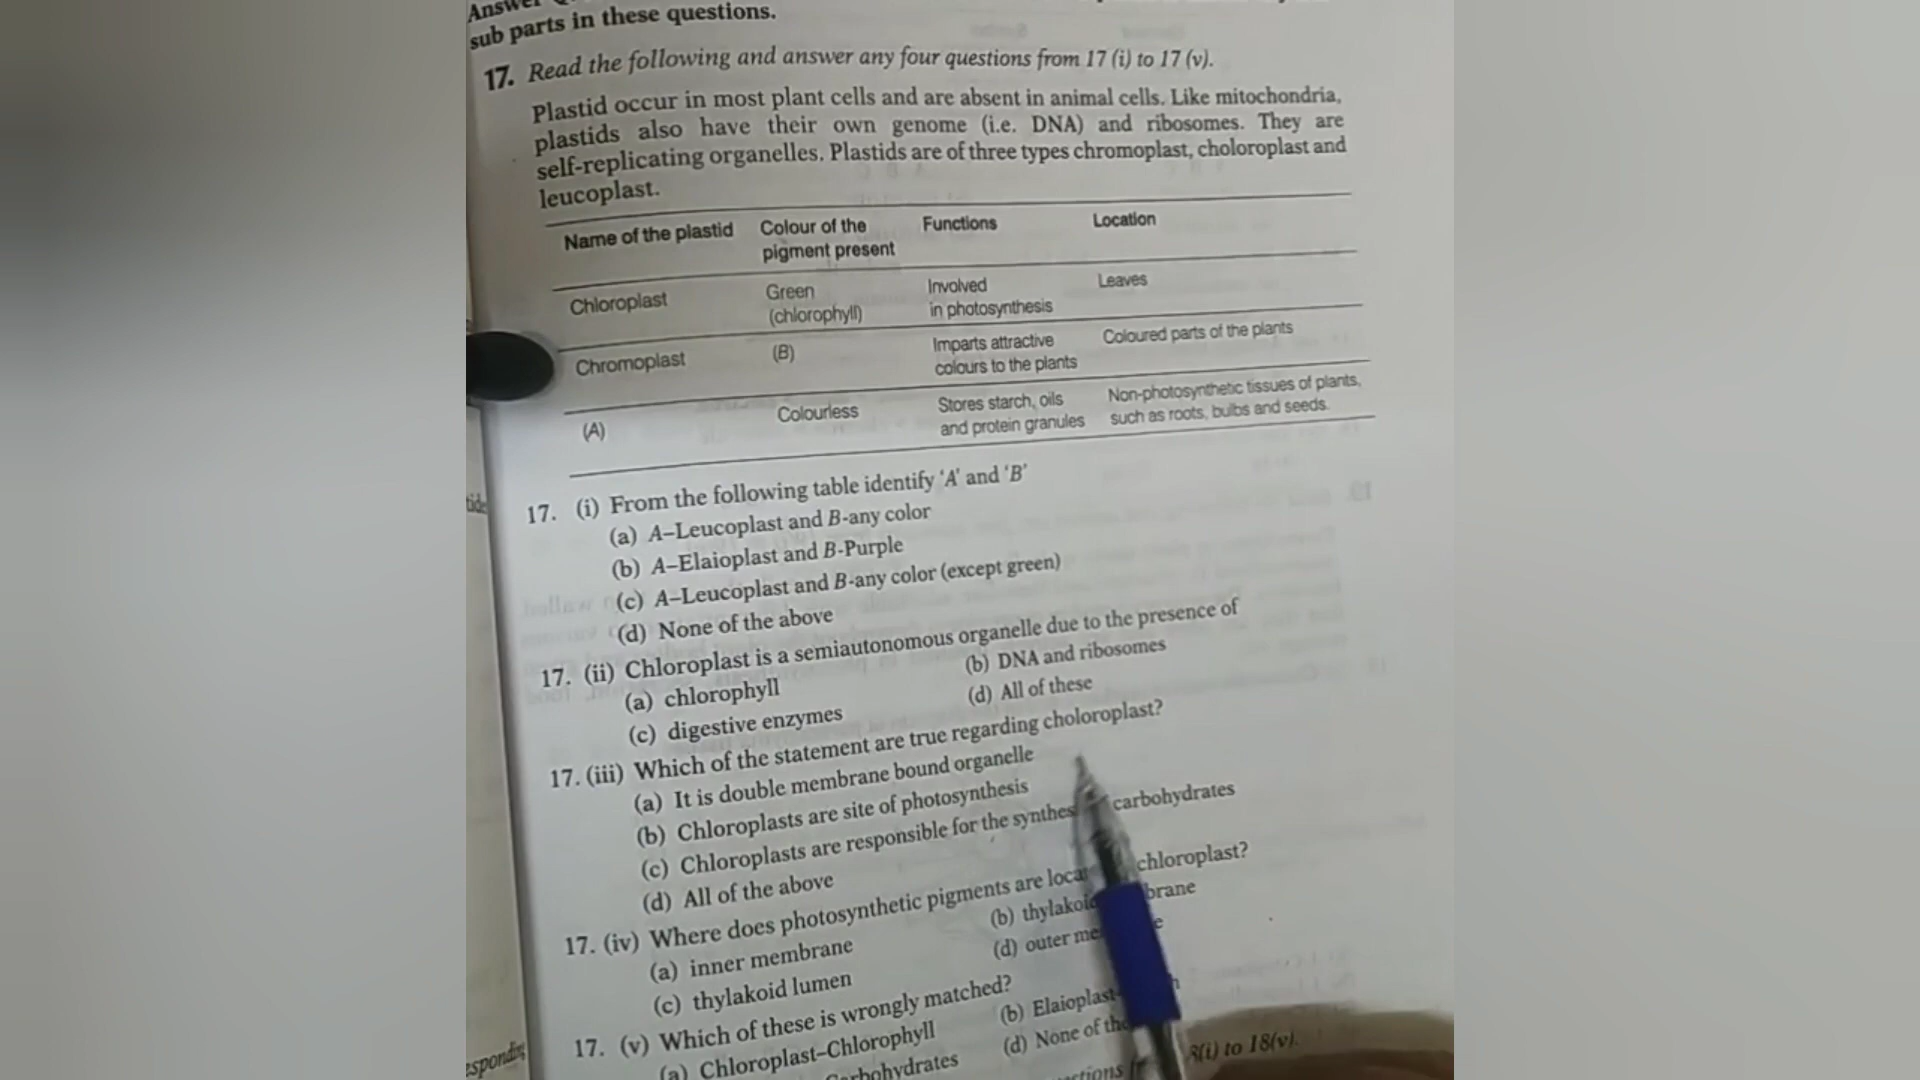 Answer
sub parts in these questions.
17. Read the following and answer any four questions from 17 (i) to 17 (v).
Plastid occur in most plant cells and are absent in animal cells. Like mitochondria,
plastids also have their own genome (i.e. DNA) and ribosomes. They are
self-replicating organelles. Plastids are of three types chromoplast, choloroplast and
leucoplast.
Name of the plastid Colour of the pigment present Functions Location
Chloroplast Green (chlorophyll) Involved in photosynthesis Leaves
Chromoplast (B) Imparts attractive colours to the plants Coloured parts of the plants
(A) Colourless Stores starch, oils and protein granules Non-photosynthetic tissues of plants, such as roots, bulbs and seeds.
17. (i) From the following table identify ‘A’ and ‘B’
(a) A–Leucoplast and B-any color
(b) A–Elaioplast and B-Purple
(c) A–Leucoplast and B-any color (except green)
(d) None of the above
17. (ii) Chloroplast is a semiautonomous organelle due to the presence of
(a) chlorophyll (b) DNA and ribosomes
(c) digestive enzymes (d) All of these
17. (iii) Which of the statement are true regarding choloroplast?
(a) It is double membrane bound organelle
(b) Chloroplasts are site of photosynthesis
(c) Chloroplasts are responsible for the carbohydrates
(d) All of the above
17. (iv) Where does photosynthetic pigments are chloroplast?
(a) inner membrane (b)
(c) thylakoid lumen (d) outer
17. (v) Which of these is wrongly matched?
(a) Chloroplast–Chlorophyll (b) Elaioplast
(d) None of
to 18(v).